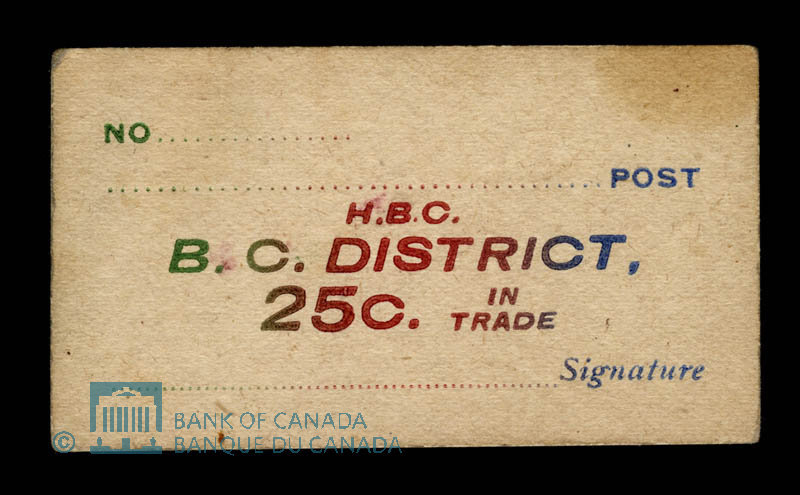 NO................
.................................................. POST
H.B.C.
B.C. DISTRICT,
25C. IN TRADE
.................................................. Signature
© BANK OF CANADA
BANQUE DU CANADA